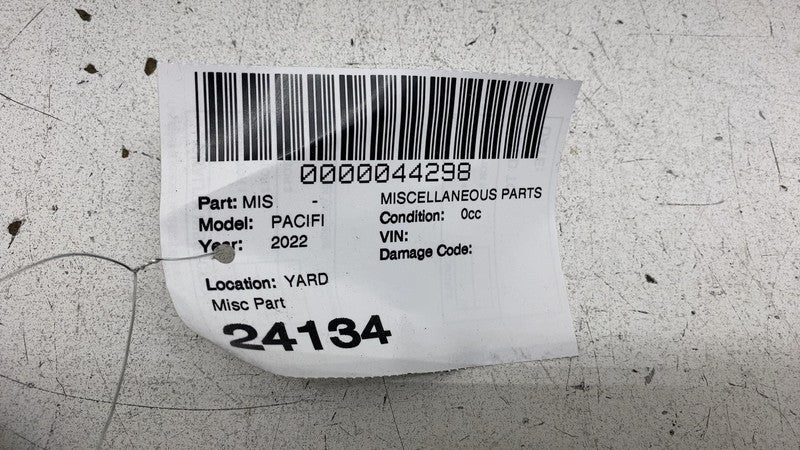 0000044298
Part: MIS - MISCELLANEOUS PARTS
Model: PACIFI Condition: 0cc
Year: 2022 VIN:
Damage Code:
Location: YARD
Misc Part
24134